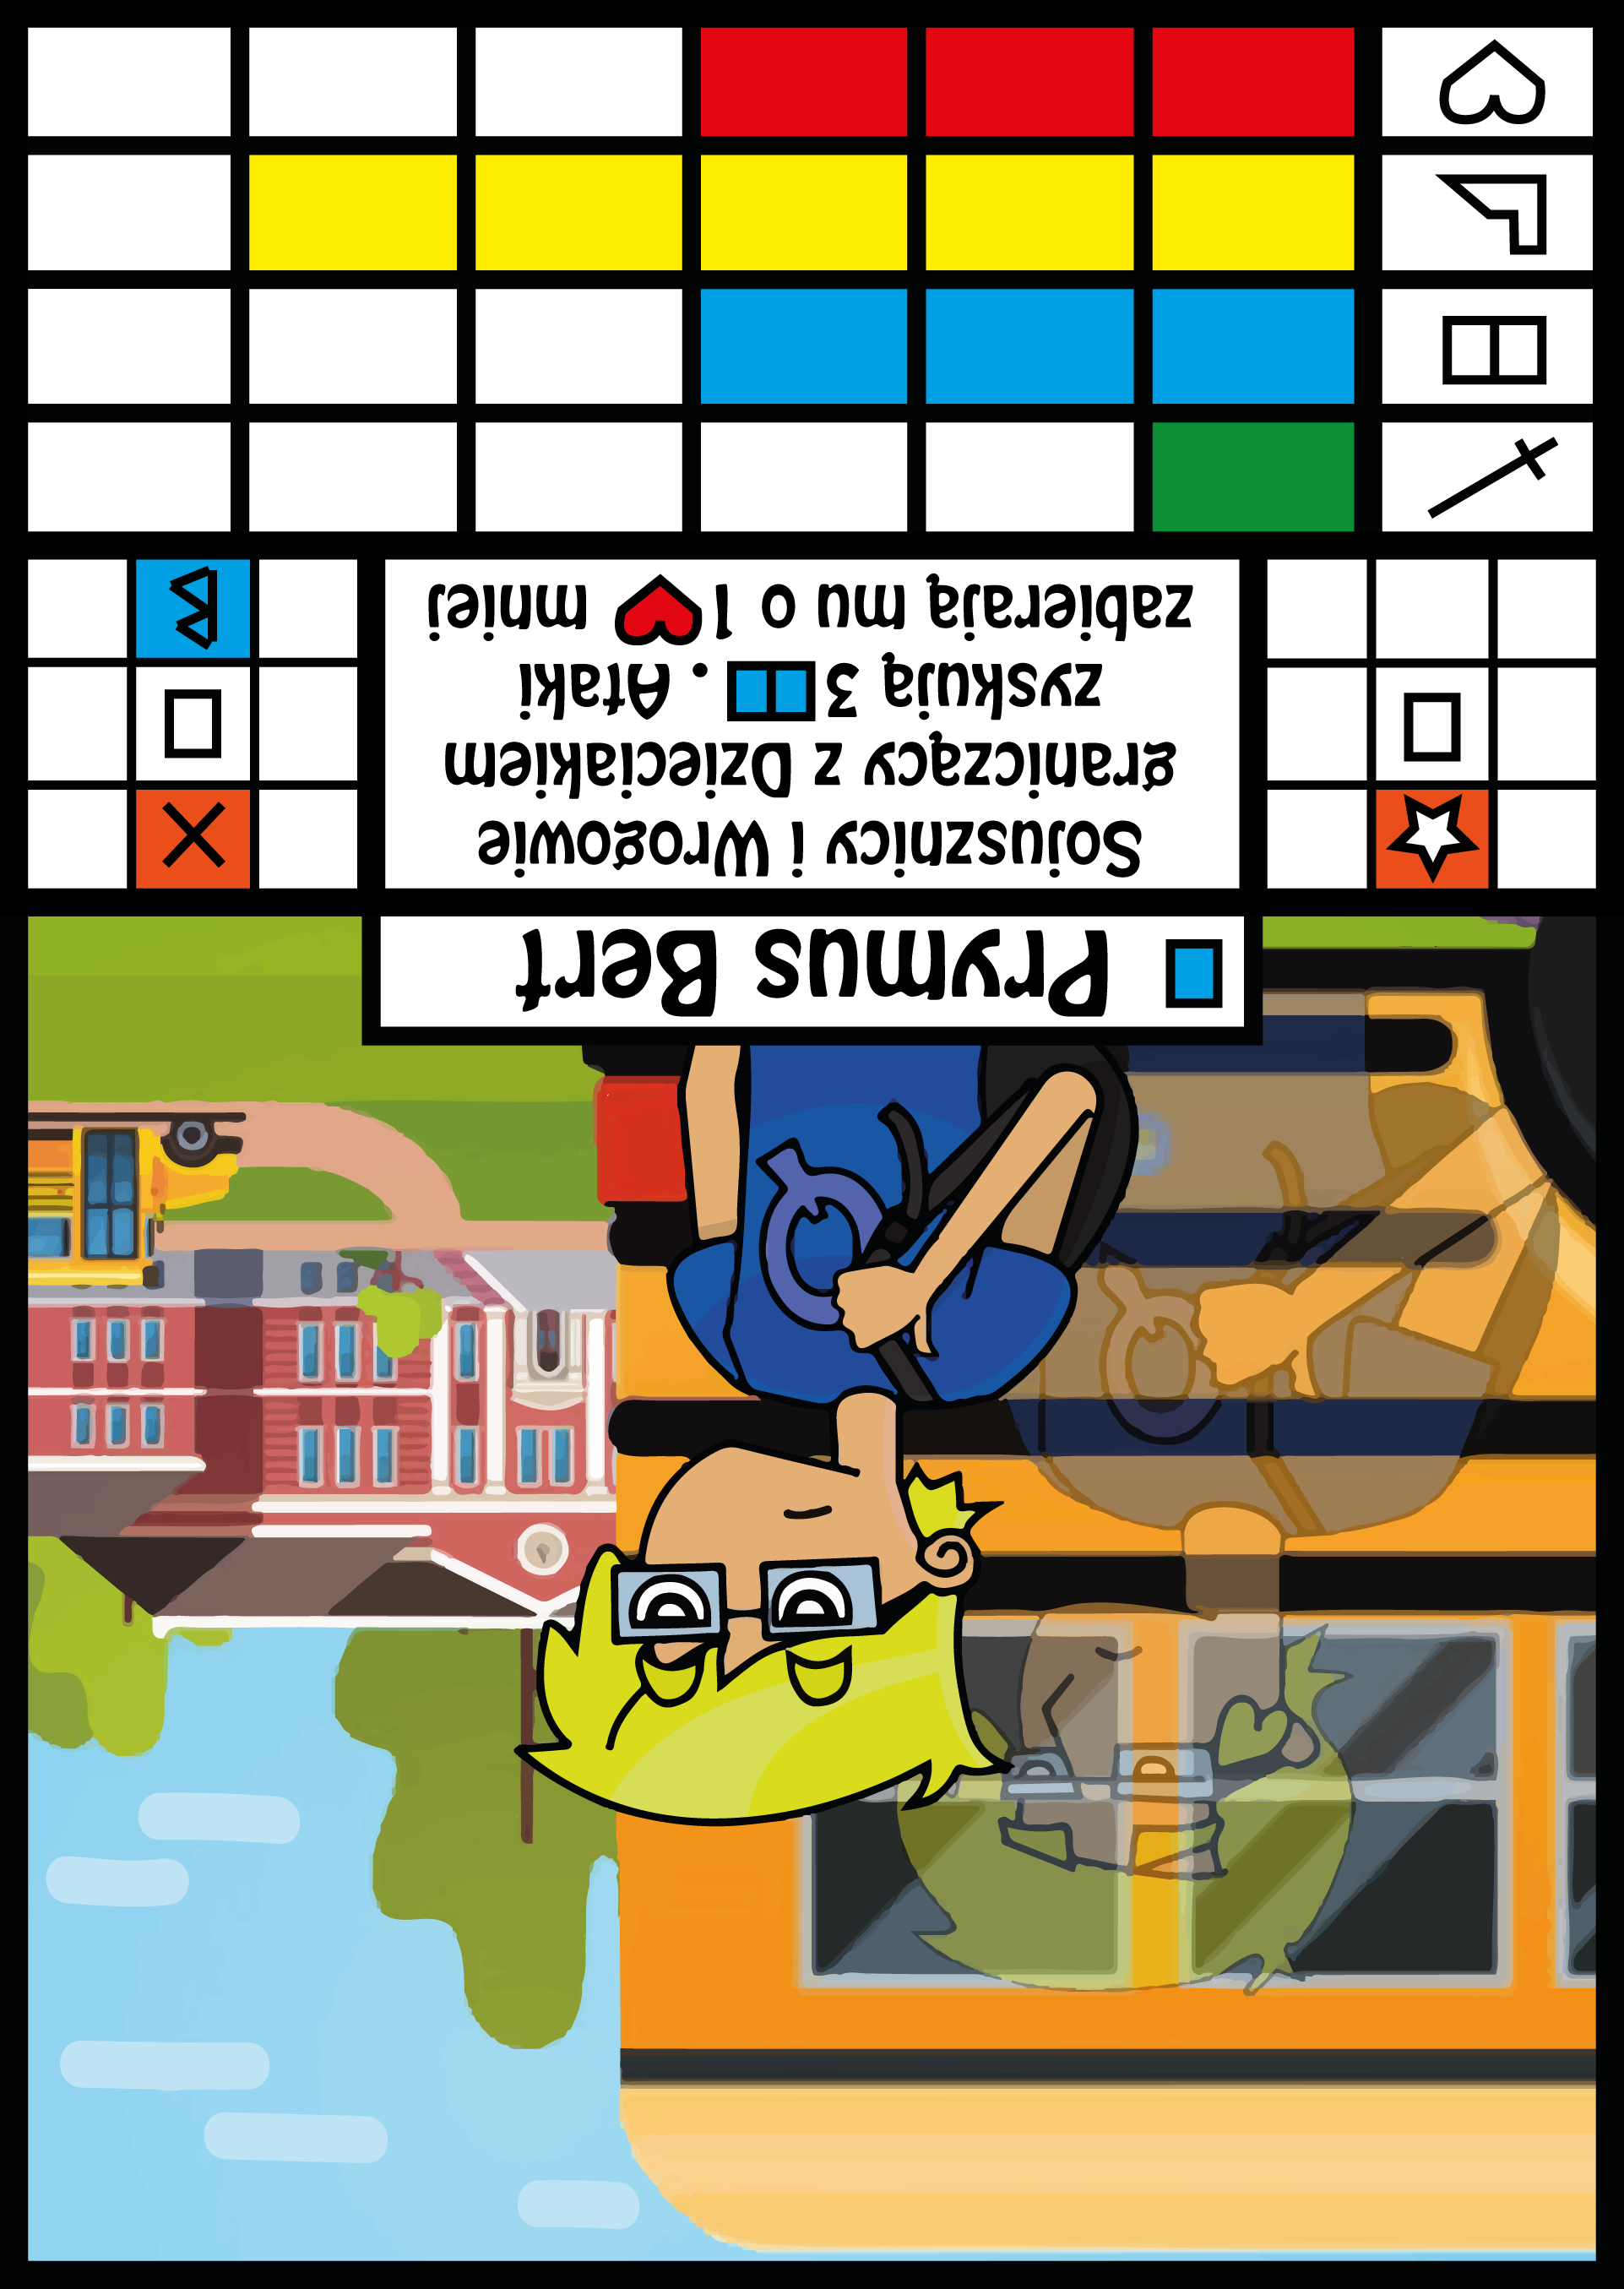 Prymus Bert
Sojusznicy i Wrogowie
graniczący z Dzieciakiem
zyskują 3 . Ataki
zabierają mu o 1 mniej